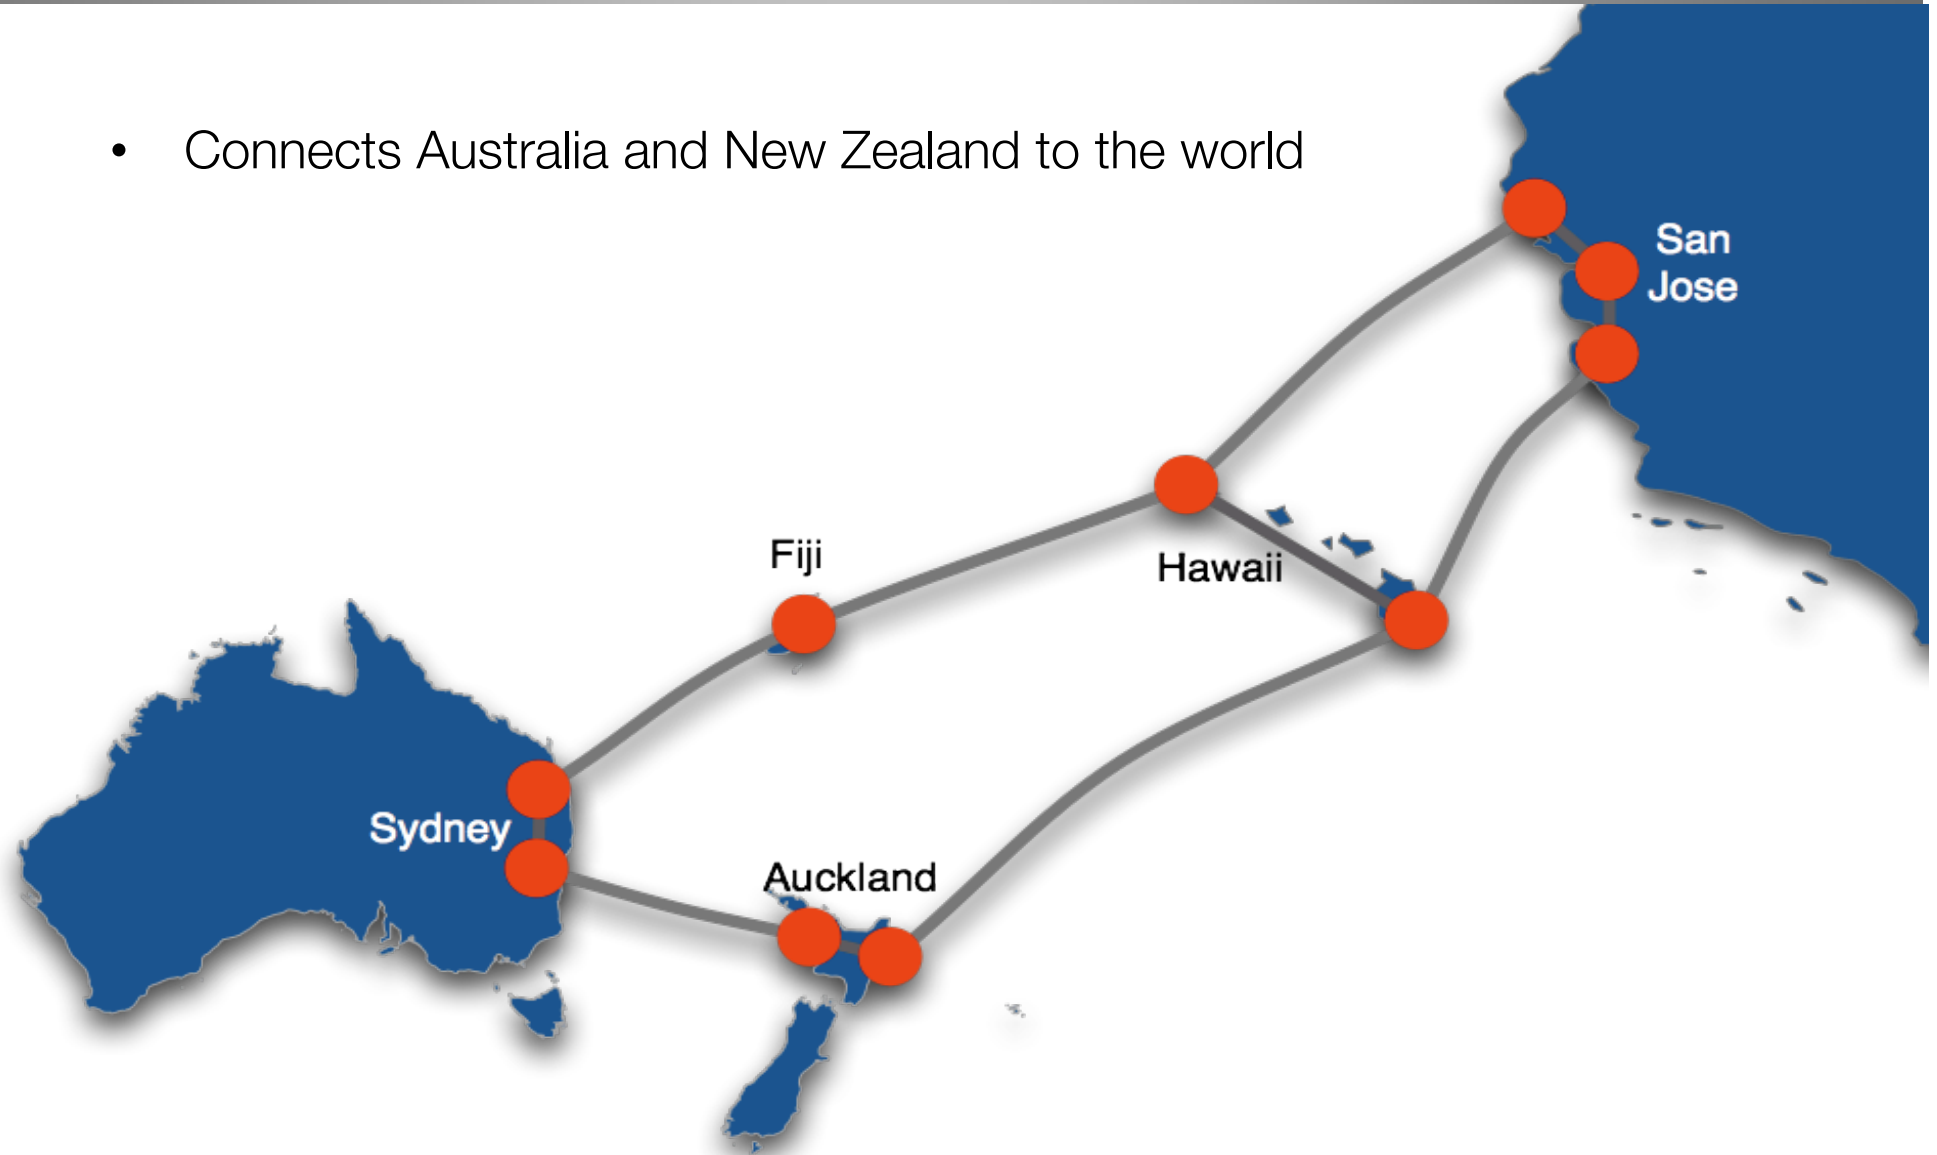 • Connects Australia and New Zealand to the world
San
Jose
Fiji
Hawaii
Sydney
Auckland